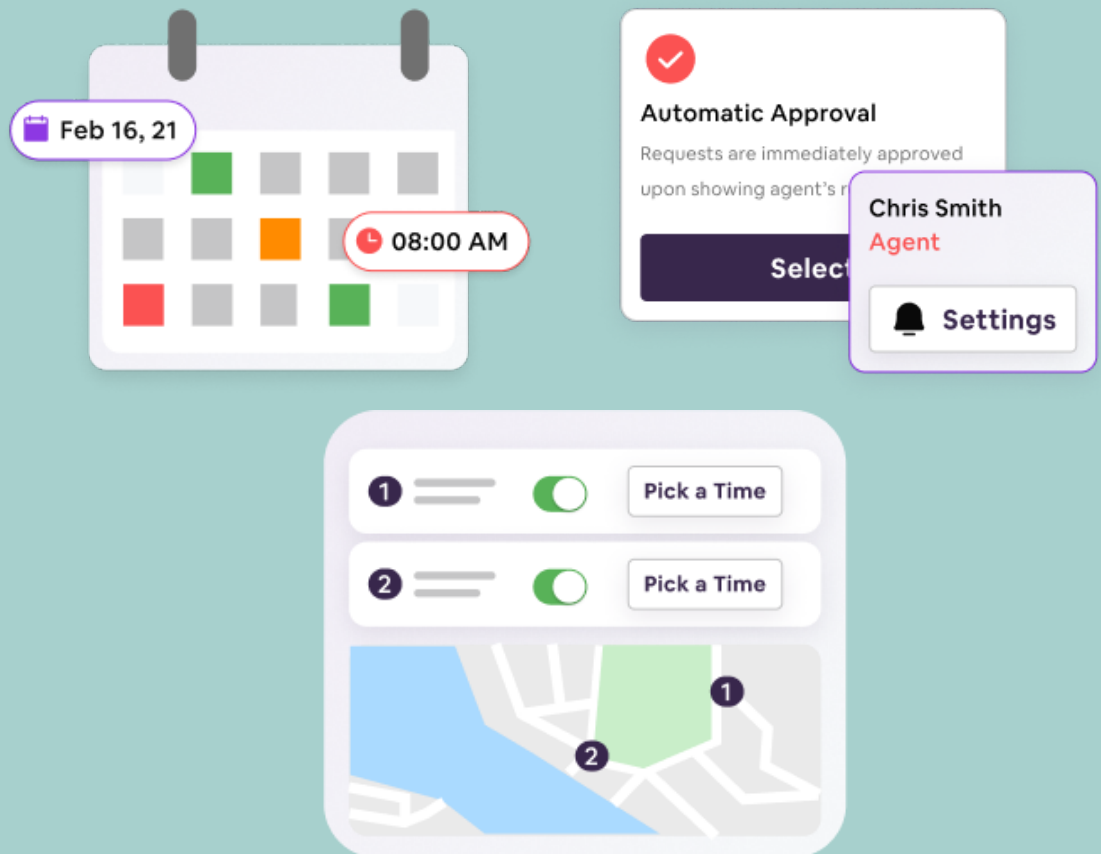 Feb 16, 21
08:00 AM
Automatic Approval
Requests are immediately approved
upon showing agent's
Select
Chris Smith
Agent
Settings
1
Pick a Time
2
Pick a Time
1
2